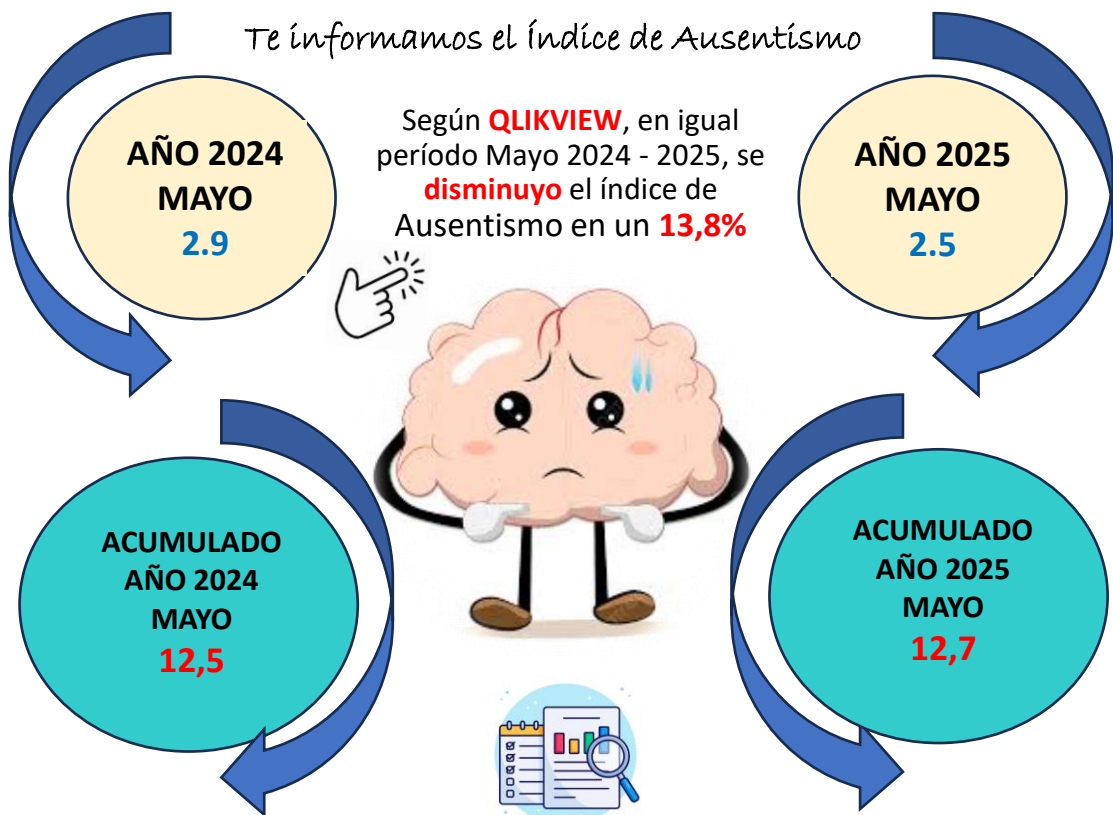 Te informamos el índice de Ausentismo
AÑO 2024
MAYO
2.9
Según QLIKVIEW, en igual
período Mayo 2024 - 2025, se
disminuyo el índice de
Ausentismo en un 13,8%
AÑO 2025
MAYO
2.5
ACUMULADO
AÑO 2024
MAYO
12,5
ACUMULADO
AÑO 2025
MAYO
12,7